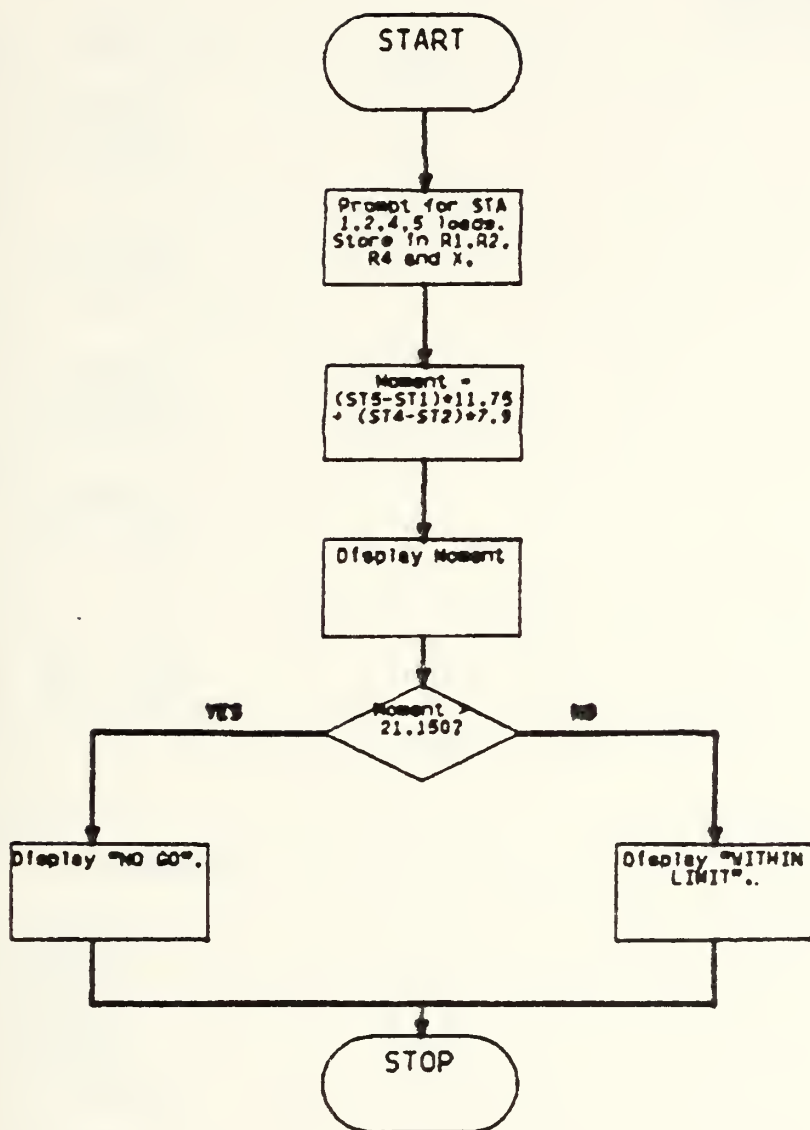 START
Prompt for STA
1,2,4,5 loads.
Store in R1,R2,
R4 and X.
Moment =
(ST5-ST1)*11.75
+ (ST4-ST2)*7.9
Display Moment
Moment >
21.150?
YES
NO
Display "NO GO".
Display "WITHIN
LIMIT"..
STOP